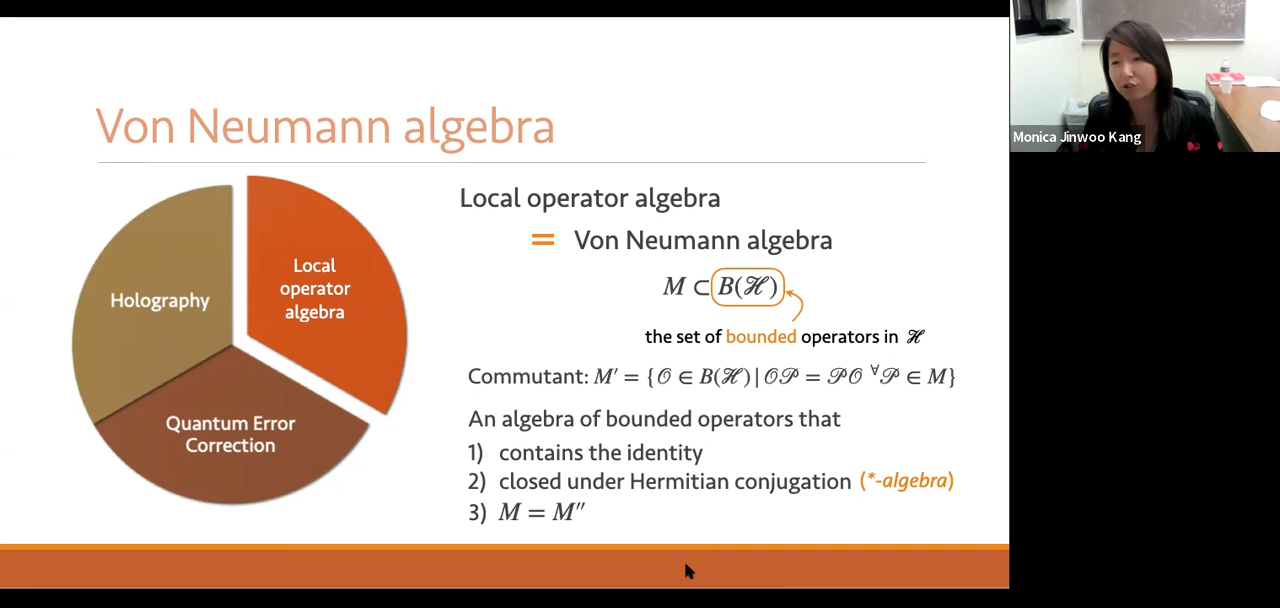 Von Neumann algebra
Holography
Local
operator
algebra
Quantum Error
Correction
Local operator algebra
= Von Neumann algebra
M ⊂ B(ℋ)
the set of bounded operators in ℋ
Commutant: M′ = {𝒪 ∈ B(ℋ) | 𝒪𝒫 = 𝒫𝒪 ∀𝒫 ∈ M}
An algebra of bounded operators that
1) contains the identity
2) closed under Hermitian conjugation (*-algebra)
3) M = M″
Monica Jinwoo Kang